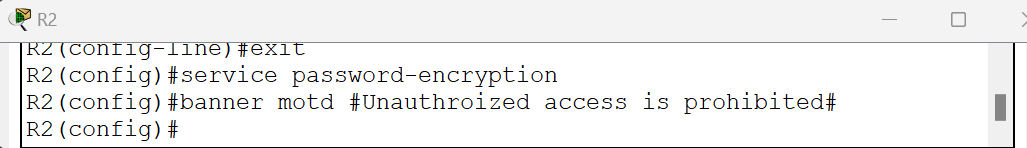 R2
R2(config-line)#exit
R2(config)#service password-encryption
R2(config)#banner motd #Unauthroized access is prohibited#
R2(config)#